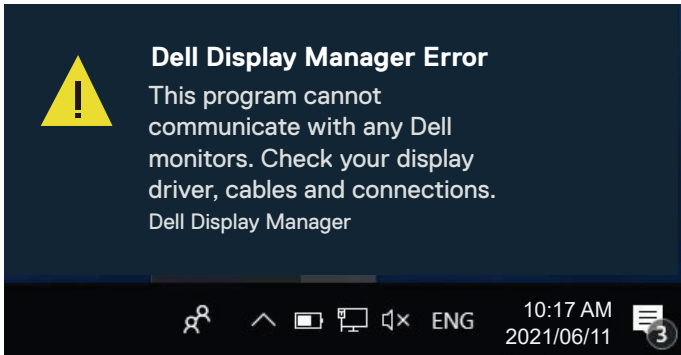 Dell Display Manager Error
This program cannot
communicate with any Dell
monitors. Check your display
driver, cables and connections.
Dell Display Manager
ENG
10:17 AM
2021/06/11
3